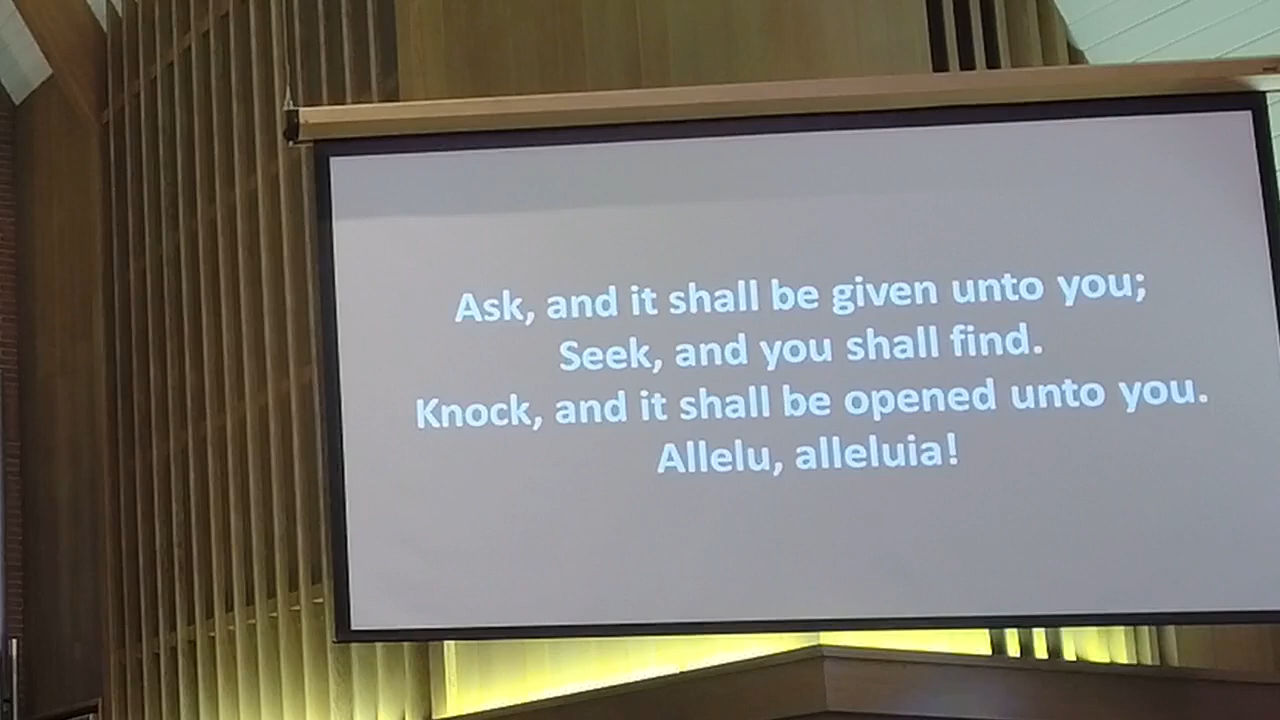 Ask, and it shall be given unto you;
Seek, and you shall find.
Knock, and it shall be opened unto you.
Allelu, alleluia!